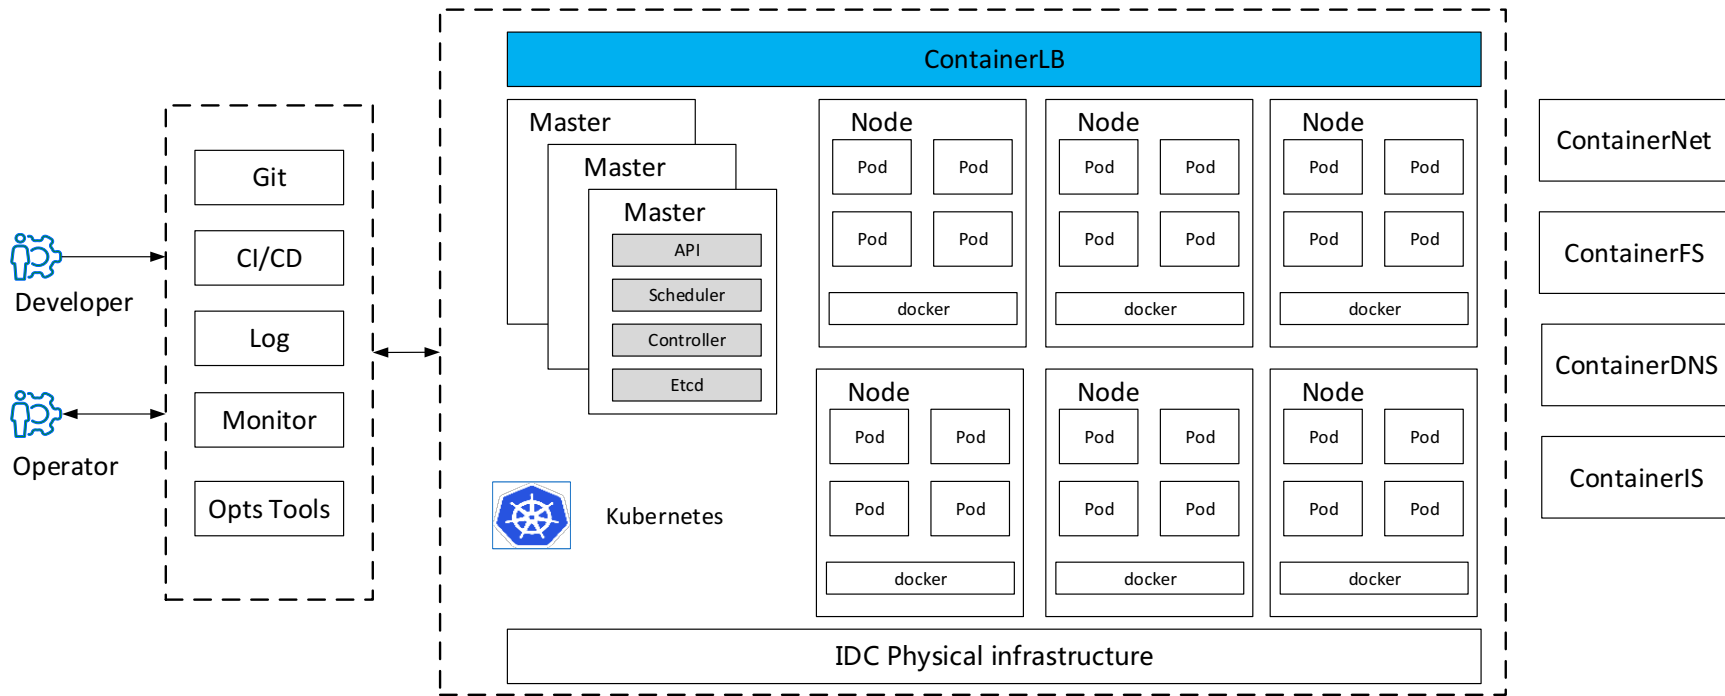 Developer
Operator
Git
CI/CD
Log
Monitor
Opts Tools
ContainerLB
Master
Master
Master
API
Scheduler
Controller
Etcd
Kubernetes
Node
Pod
Pod
Pod
Pod
docker
Node
Pod
Pod
Pod
Pod
docker
Node
Pod
Pod
Pod
Pod
docker
Node
Pod
Pod
Pod
Pod
docker
Node
Pod
Pod
Pod
Pod
docker
Node
Pod
Pod
Pod
Pod
docker
IDC Physical infrastructure
ContainerNet
ContainerFS
ContainerDNS
ContainerIS